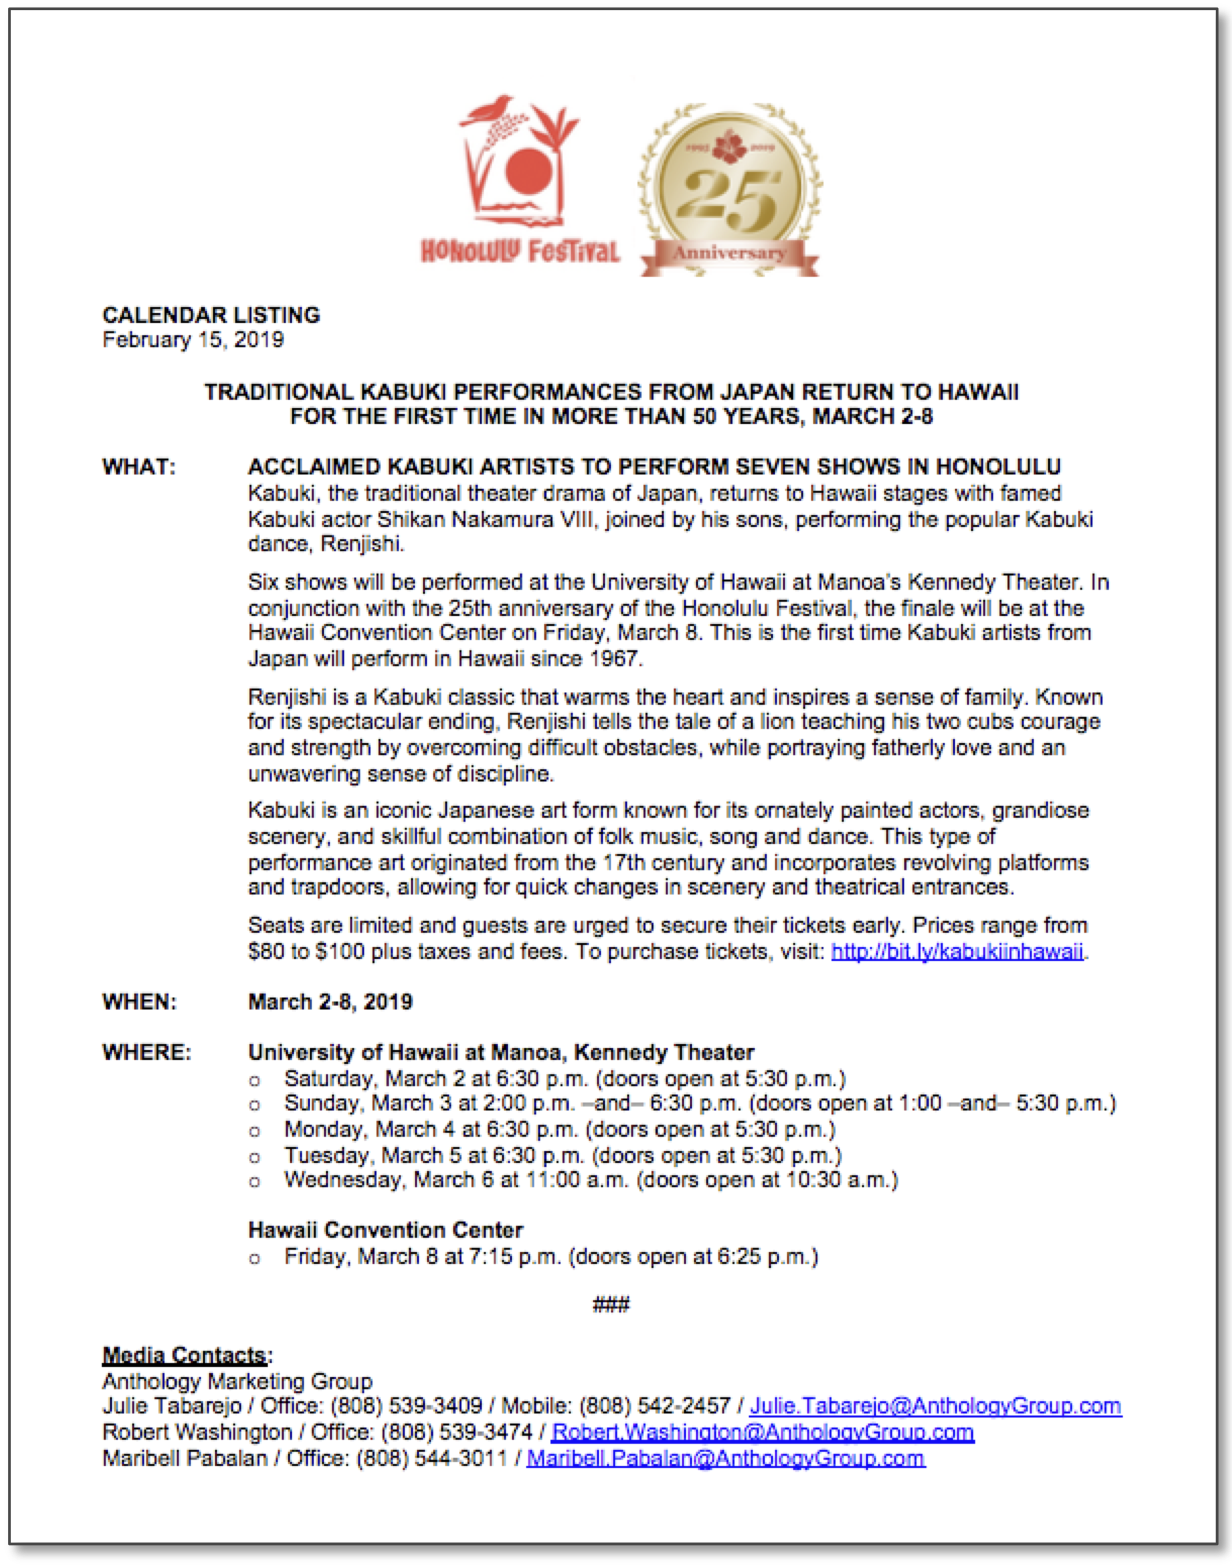 HONOLULU FESTIVAL
1995 2019
25
Anniversary
CALENDAR LISTING
February 15, 2019
TRADITIONAL KABUKI PERFORMANCES FROM JAPAN RETURN TO HAWAII
FOR THE FIRST TIME IN MORE THAN 50 YEARS, MARCH 2-8
WHAT: ACCLAIMED KABUKI ARTISTS TO PERFORM SEVEN SHOWS IN HONOLULU
Kabuki, the traditional theater drama of Japan, returns to Hawaii stages with famed
Kabuki actor Shikan Nakamura VIII, joined by his sons, performing the popular Kabuki
dance, Renjishi.
Six shows will be performed at the University of Hawaii at Manoa’s Kennedy Theater. In
conjunction with the 25th anniversary of the Honolulu Festival, the finale will be at the
Hawaii Convention Center on Friday, March 8. This is the first time Kabuki artists from
Japan will perform in Hawaii since 1967.
Renjishi is a Kabuki classic that warms the heart and inspires a sense of family. Known
for its spectacular ending, Renjishi tells the tale of a lion teaching his two cubs courage
and strength by overcoming difficult obstacles, while portraying fatherly love and an
unwavering sense of discipline.
Kabuki is an iconic Japanese art form known for its ornately painted actors, grandiose
scenery, and skillful combination of folk music, song and dance. This type of
performance art originated from the 17th century and incorporates revolving platforms
and trapdoors, allowing for quick changes in scenery and theatrical entrances.
Seats are limited and guests are urged to secure their tickets early. Prices range from
$80 to $100 plus taxes and fees. To purchase tickets, visit: http://bit.ly/kabukiinhawaii.
WHEN: March 2-8, 2019
WHERE: University of Hawaii at Manoa, Kennedy Theater
o Saturday, March 2 at 6:30 p.m. (doors open at 5:30 p.m.)
o Sunday, March 3 at 2:00 p.m. –and– 6:30 p.m. (doors open at 1:00 –and– 5:30 p.m.)
o Monday, March 4 at 6:30 p.m. (doors open at 5:30 p.m.)
o Tuesday, March 5 at 6:30 p.m. (doors open at 5:30 p.m.)
o Wednesday, March 6 at 11:00 a.m. (doors open at 10:30 a.m.)
Hawaii Convention Center
o Friday, March 8 at 7:15 p.m. (doors open at 6:25 p.m.)
###
Media Contacts:
Anthology Marketing Group
Julie Tabarejo / Office: (808) 539-3409 / Mobile: (808) 542-2457 / Julie.Tabarejo@AnthologyGroup.com
Robert Washington / Office: (808) 539-3474 / Robert.Washington@AnthologyGroup.com
Maribell Pabalan / Office: (808) 544-3011 / Maribell.Pabalan@AnthologyGroup.com